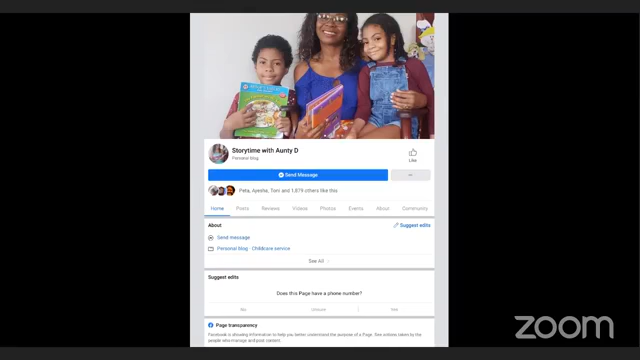 Storytime with Aunty D
Personal blog
Like
Send Message
Peta, Ayesha, Toni and 1,879 others like this
Home Posts Reviews Videos Photos Events About Community
About
Suggest edits
Send message
Personal blog · Childcare service
See All
Suggest edits
Does this Page have a phone number?
Yes Unsure
Page transparency
Facebook is allowing information to help you better understand the purpose of a Page. See actions taken by the
people who manage and post content.
zoom